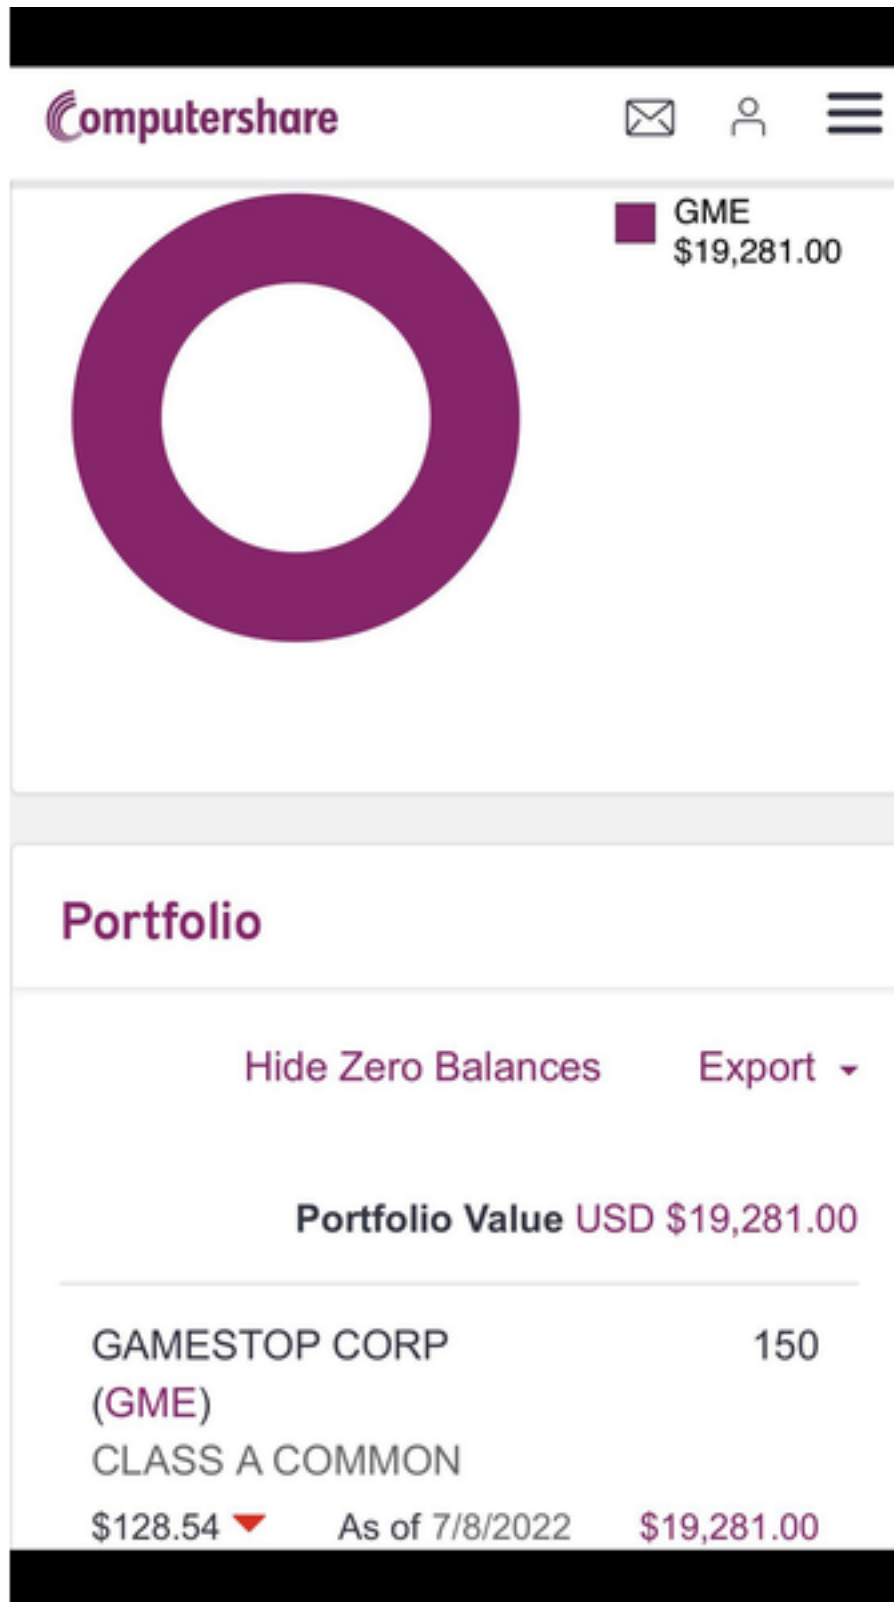 Computershare
GME
$19,281.00
Portfolio
Hide Zero Balances Export
Portfolio Value USD $19,281.00
GAMESTOP CORP 150
(GME)
CLASS A COMMON
$128.54 As of 7/8/2022 $19,281.00